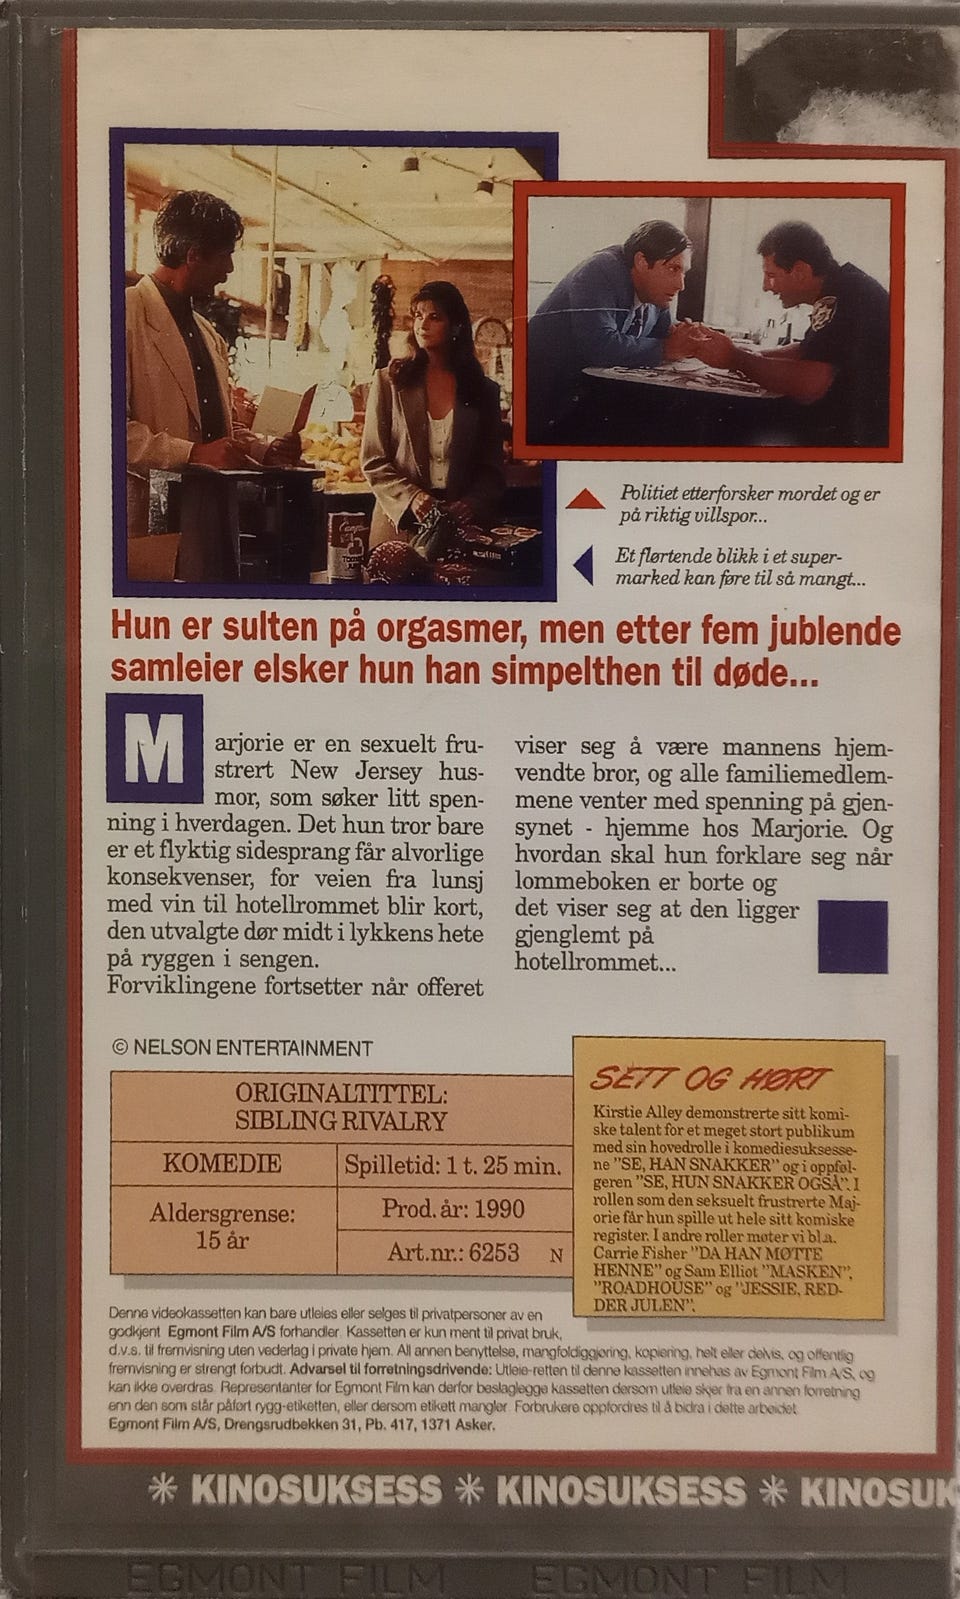 Politiet etterforsker mordet og er
på riktig villspor...
Et flørtende blikk i et super-
marked kan føre til så mangt...
Hun er sulten på orgasmer, men etter fem jublende
samleier elsker hun han simpelthen til døde...
Marjorie er en sexuelt fru-
strert New Jersey hus-
mor, som søker litt spen-
ning i hverdagen. Det hun tror bare
er et flyktig sidesprang får alvorlige
konsekvenser, for veien fra lunsj
med vin til hotellrommet blir kort,
den utvalgte dør midt i lykkens hete
på ryggen i sengen.
Forviklingene fortsetter når offeret
viser seg å være mannens hjem-
vendte bror, og alle familiemedlem-
mene venter med spenning på gjen-
synet - hjemme hos Marjorie. Og
hvordan skal hun forklare seg når
lommeboken er borte og
det viser seg at den ligger
gjenglemt på
hotellrommet...
© NELSON ENTERTAINMENT
ORIGINALTITTEL:
SIBLING RIVALRY
KOMEDIE
Spilletid: 1 t. 25 min.
Aldersgrense:
15 år
Prod. år: 1990
Art.nr.: 6253 N
SETT OG HØRT
Kirstie Alley demonstrerte sitt komi-
ske talent for et meget stort publikum
med sin hovedrolle i komediesuksesse-
ne "SE, HAN SNAKKER" og i oppføl-
geren "SE, HUN SNAKKER OGSÅ". I
rollen som den seksuelt frustrerte Maj-
orie får hun spille ut hele sitt komiske
register. I andre roller møter vi bl.a.
Carrie Fisher "DA HAN MØTTE
HENNE" og Sam Elliot "MASKEN",
"ROADHOUSE" og "JESSIE, RED-
DER JULEN".
Denne videokassetten kan bare utleies eller selges til privatpersoner av en
godkjent Egmont Film A/S forhandler. Kassetten er kun ment til privat bruk,
d.v.s. til fremvisning uten vederlag i private hjem. All annen benyttelse, mangfoldiggjøring, kopiering, helt eller delvis, og offentlig
fremvisning er strengt forbudt. Advarsel til forretningsdrivende: Utleie-retten til denne kassetten innehas av Egmont Film A/S, og
kan ikke overdras. Representanter for Egmont Film kan derfor beslaglegge kassetten dersom utleie skjer fra en annen forretning
enn den som står påført rygg-etiketten, eller dersom etikett mangler. Forbrukere oppfordres til å bidra i dette arbeidet.
Egmont Film A/S, Drengsrudbekken 31, Pb. 417, 1371 Asker.
KINOSUKSESS KINOSUKSESS KINOSUK
EGMONT FILM EGMONT FILM